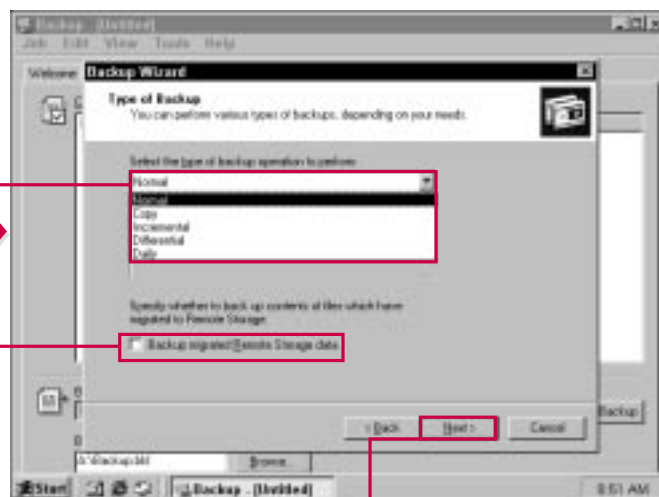 Backup - [Untitled]
Job Edit View Tools Help
Welcome
Backup Wizard
Type of Backup
You can perform various types of backups, depending on your needs.
Select the type of backup operation to perform:
Normal
Normal
Copy
Incremental
Differential
Daily
Specify whether to back up contents of files which have
migrated to Remote Storage:
Backup migrated Remote Storage data
< Back Next > Cancel
Backup
A:\Backup.bkf
Browse...
Start
Backup - [Untitled]
8:51 AM